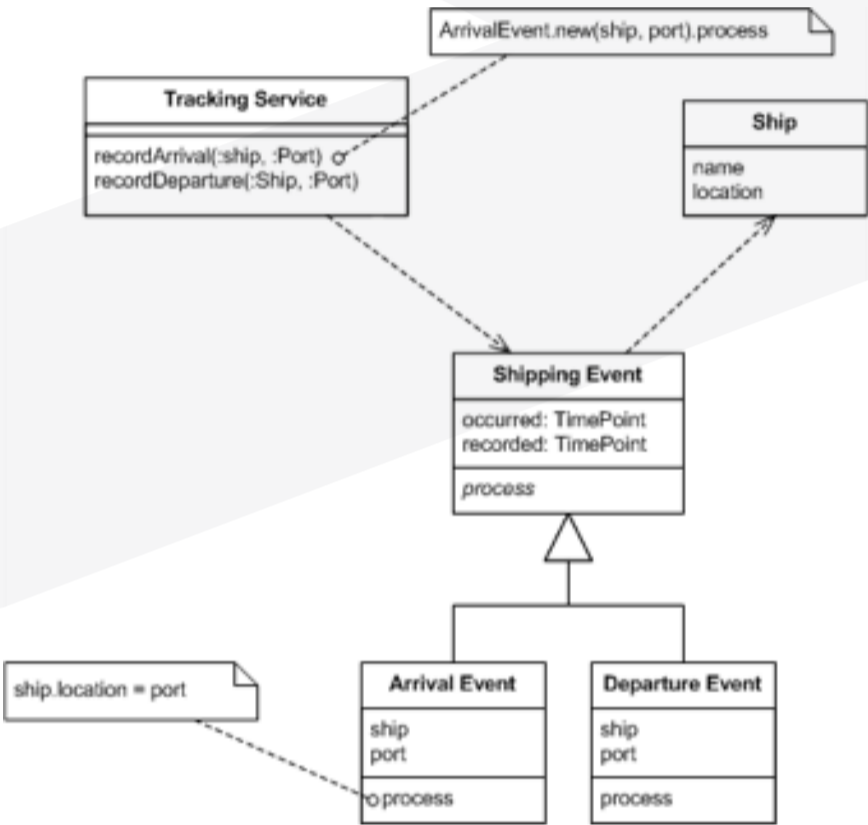 ArrivalEvent.new(ship, port).process
Tracking Service
recordArrival(:ship, :Port)
recordDeparture(:Ship, :Port)
Ship
name
location
Shipping Event
occurred: TimePoint
recorded: TimePoint
process
ship.location = port
Arrival Event
ship
port
process
Departure Event
ship
port
process